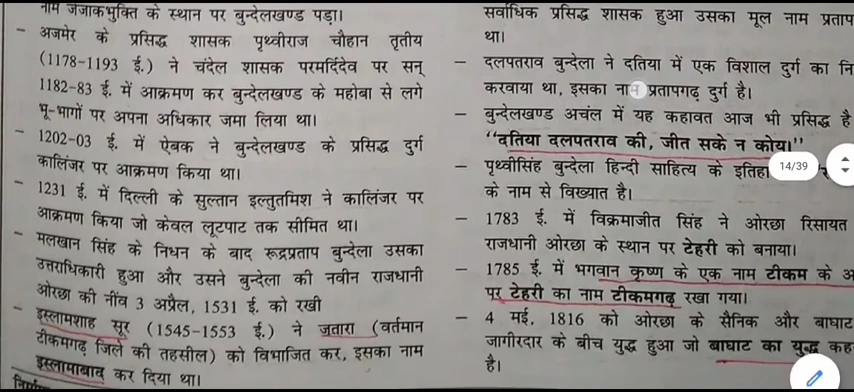 नाम जेजाकभुक्ति के स्थान पर बुन्देलखण्ड पड़ा।
- अजमेर के प्रसिद्ध शासक पृथ्वीराज चौहान तृतीय
(1178-1193 ई.) ने चंदेल शासक परमर्दिदेव पर सन्
1182-83 ई. में आक्रमण कर बुन्देलखण्ड के महोबा से लगे
भू-भागों पर अपना अधिकार जमा लिया था।
- 1202-03 ई. में ऐबक ने बुन्देलखण्ड के प्रसिद्ध दुर्ग
कालिंजर पर आक्रमण किया था।
- 1231 ई. में दिल्ली के सुल्तान इल्तुतमिश ने कालिंजर पर
आक्रमण किया जो केवल लूटपाट तक सीमित था।
- मलखान सिंह के निधन के बाद रूद्रप्रताप बुन्देला उसका
उत्तराधिकारी हुआ और उसने बुन्देला की नवीन राजधानी
ओरछा की नींव 3 अप्रैल, 1531 ई. को रखी
- इस्लामशाह सूर (1545-1553 ई.) ने जतारा (वर्तमान
टीकमगढ़ जिले की तहसील) को विभाजित कर, इसका नाम
इस्लामाबाद कर दिया था।
सर्वाधिक प्रसिद्ध शासक हुआ उसका मूल नाम प्रताप
था।
- दलपतराव बुन्देला ने दतिया में एक विशाल दुर्ग का
करवाया था, इसका प्रतापगढ़ दुर्ग है।
- बुन्देलखण्ड अचंल में यह कहावत आज भी प्रसिद्ध है
"दतिया दलपतराव की, जीत सके न कोय।"
- पृथ्वीसिंह बुन्देला हिन्दी साहित्य के
14/39
के नाम से विख्यात है।
- 1783 ई. में विक्रमाजीत सिंह ने ओरछा रिसायत
राजधानी ओरछा के स्थान पर टेहरी को बनाया।
- 1785 ई. में भगवान कृष्ण के एक नाम टीकम के
पर टेहरी का नाम टीकमगढ़ रखा गया।
- 4 मई, 1816 को ओरछा के सैनिक और बाघाट
जागीरदार के बीच युद्ध हुआ जो बाघाट का युद्ध
है।